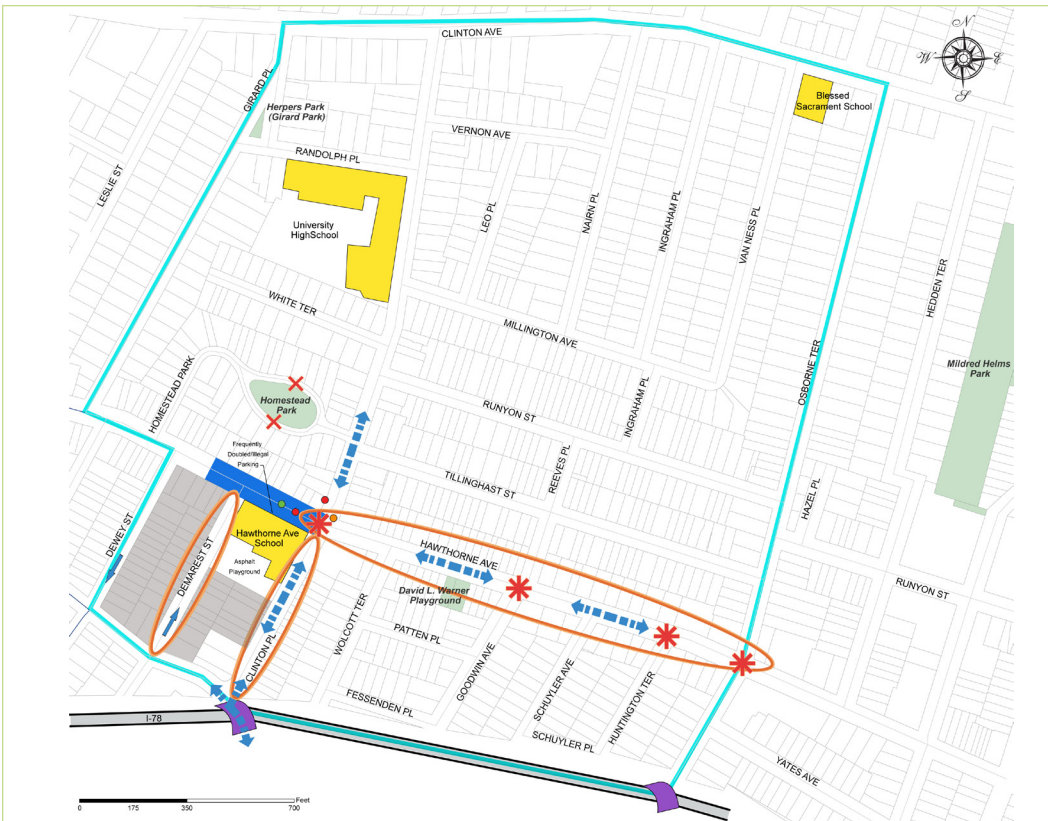 CLINTON AVE
N
W
E
S
GIRARD PL
Herpers Park
(Girard Park)
Blessed
Sacrament School
VERNON AVE
RANDOLPH PL
LESLIE ST
University
HighSchool
LEO PL
NAIRN PL
INGRAHAM PL
VAN NESS PL
HEDDEN TER
WHITE TER
MILLINGTON AVE
OSBORNE TER
Mildred Helms
Park
HOMESTEAD PARK
Homestead
Park
RUNYON ST
INGRAHAM PL
Frequently
Doubled/Illegal
Parking
TILLINGHAST ST
REEVES PL
HAZEL PL
DEWEY ST
DEMAREST ST
Hawthorne Ave
School
Asphalt
Playground
HAWTHORNE AVE
RUNYON ST
David L. Warner
Playground
CLINTON PL
WOLCOTT TER
PATTEN PL
GOODWIN AVE
SCHUYLER AVE
HUNTINGTON TER
FESSENDEN PL
SCHUYLER PL
YATES AVE
I-78
Feet
0 175 350 700